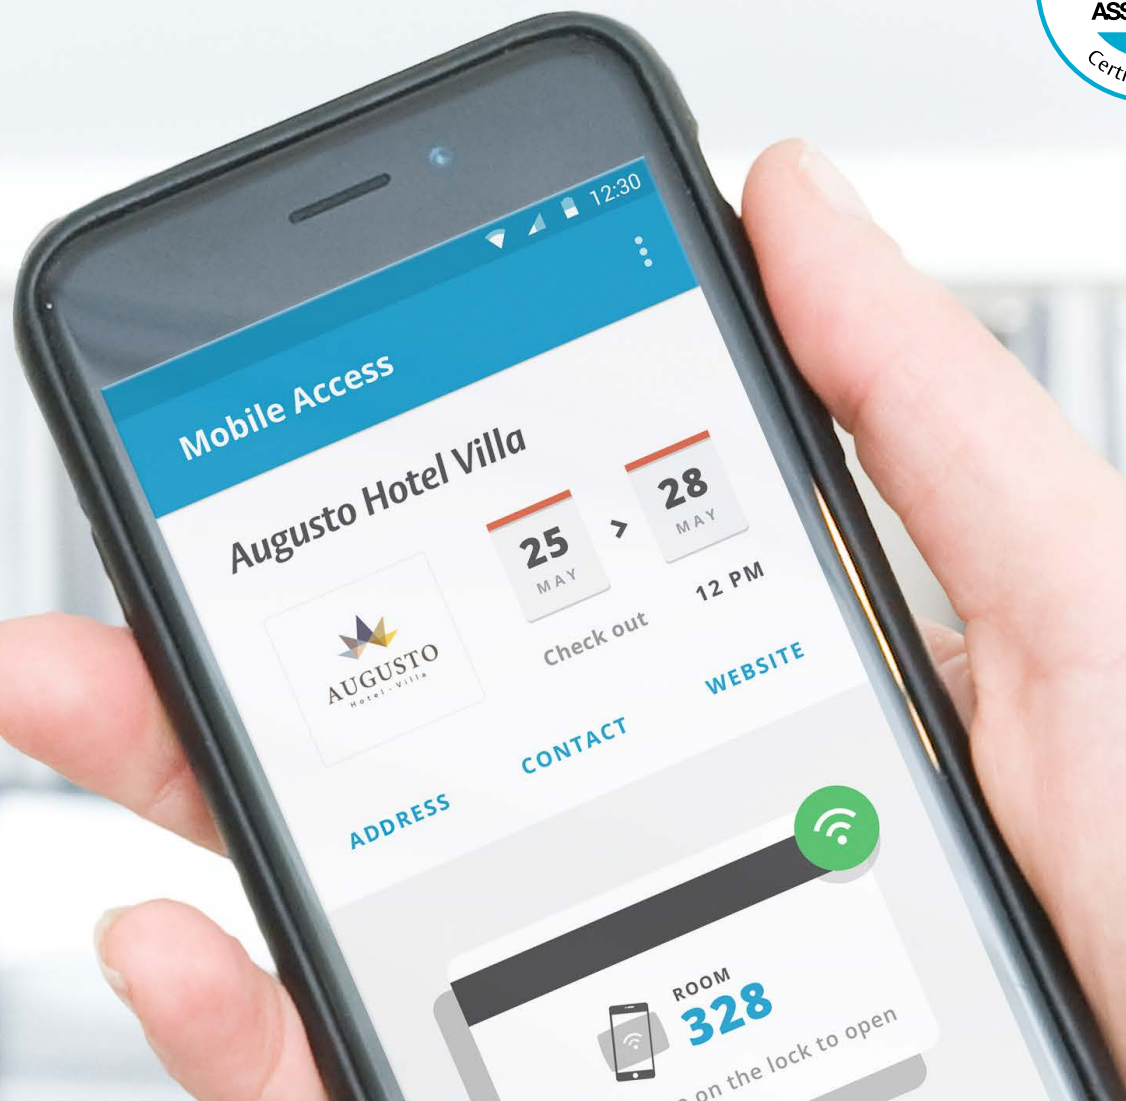 12:30
Mobile Access
Augusto Hotel Villa
25 MAY > 28 MAY
Check out 12 PM
AUGUSTO
Hotel-Villa
ADDRESS CONTACT WEBSITE
ROOM
328
on the lock to open